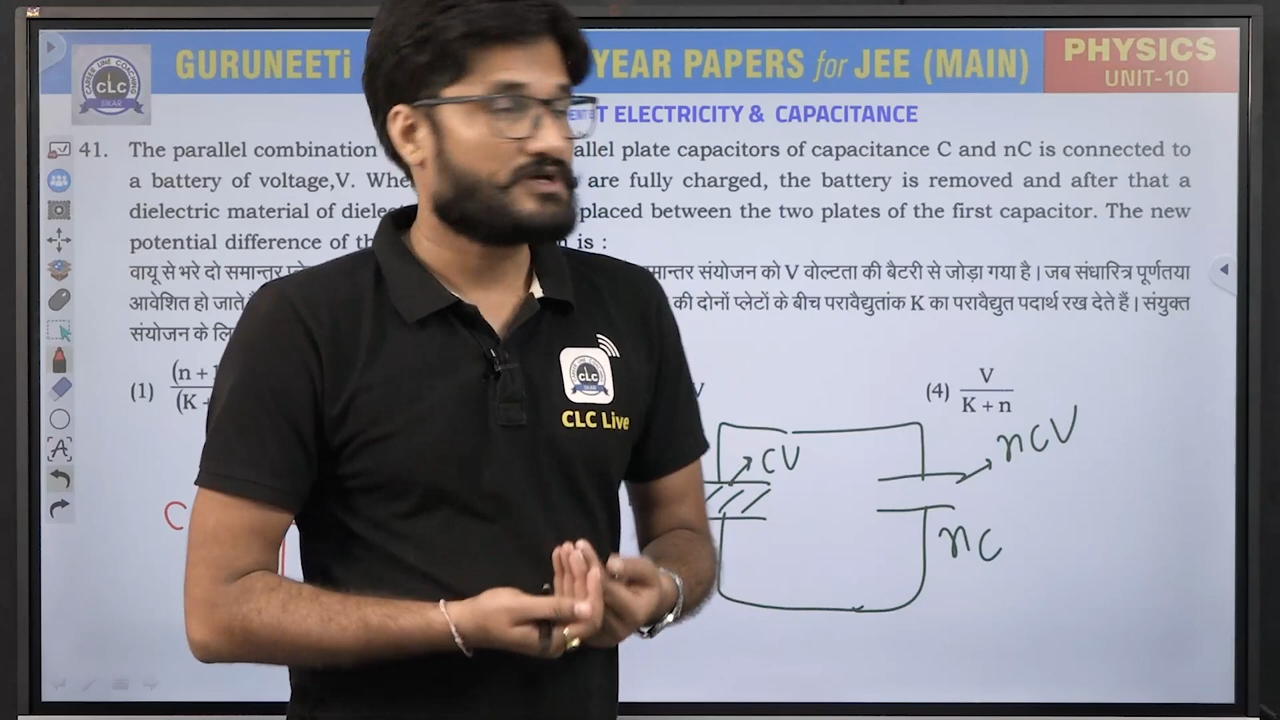 GURUNEETi YEAR PAPERS for JEE (MAIN)
PHYSICS
UNIT-10
CLC
SIKAR
T ELECTRICITY & CAPACITANCE
41. The parallel combination allel plate capacitors of capacitance C and nC is connected to
a battery of voltage,V. Whe are fully charged, the battery is removed and after that a
dielectric material of dielec placed between the two plates of the first capacitor. The new
potential difference of th n is :
वायु से भरे दो समान्तर मान्तर संयोजन को V वोल्टता की बैटरी से जोड़ा गया है। जब संधारित्र पूर्णतया
आवेशित हो जाते की दोनों प्लेटों के बीच परावैद्युतांक K का परावैद्युत पदार्थ रख देते हैं। संयुक्त
संयोजन के लि
(1) (n + 1
(K +
V
(4) V
K + n
CV
nCV
nC
C
CLC
CLC Live